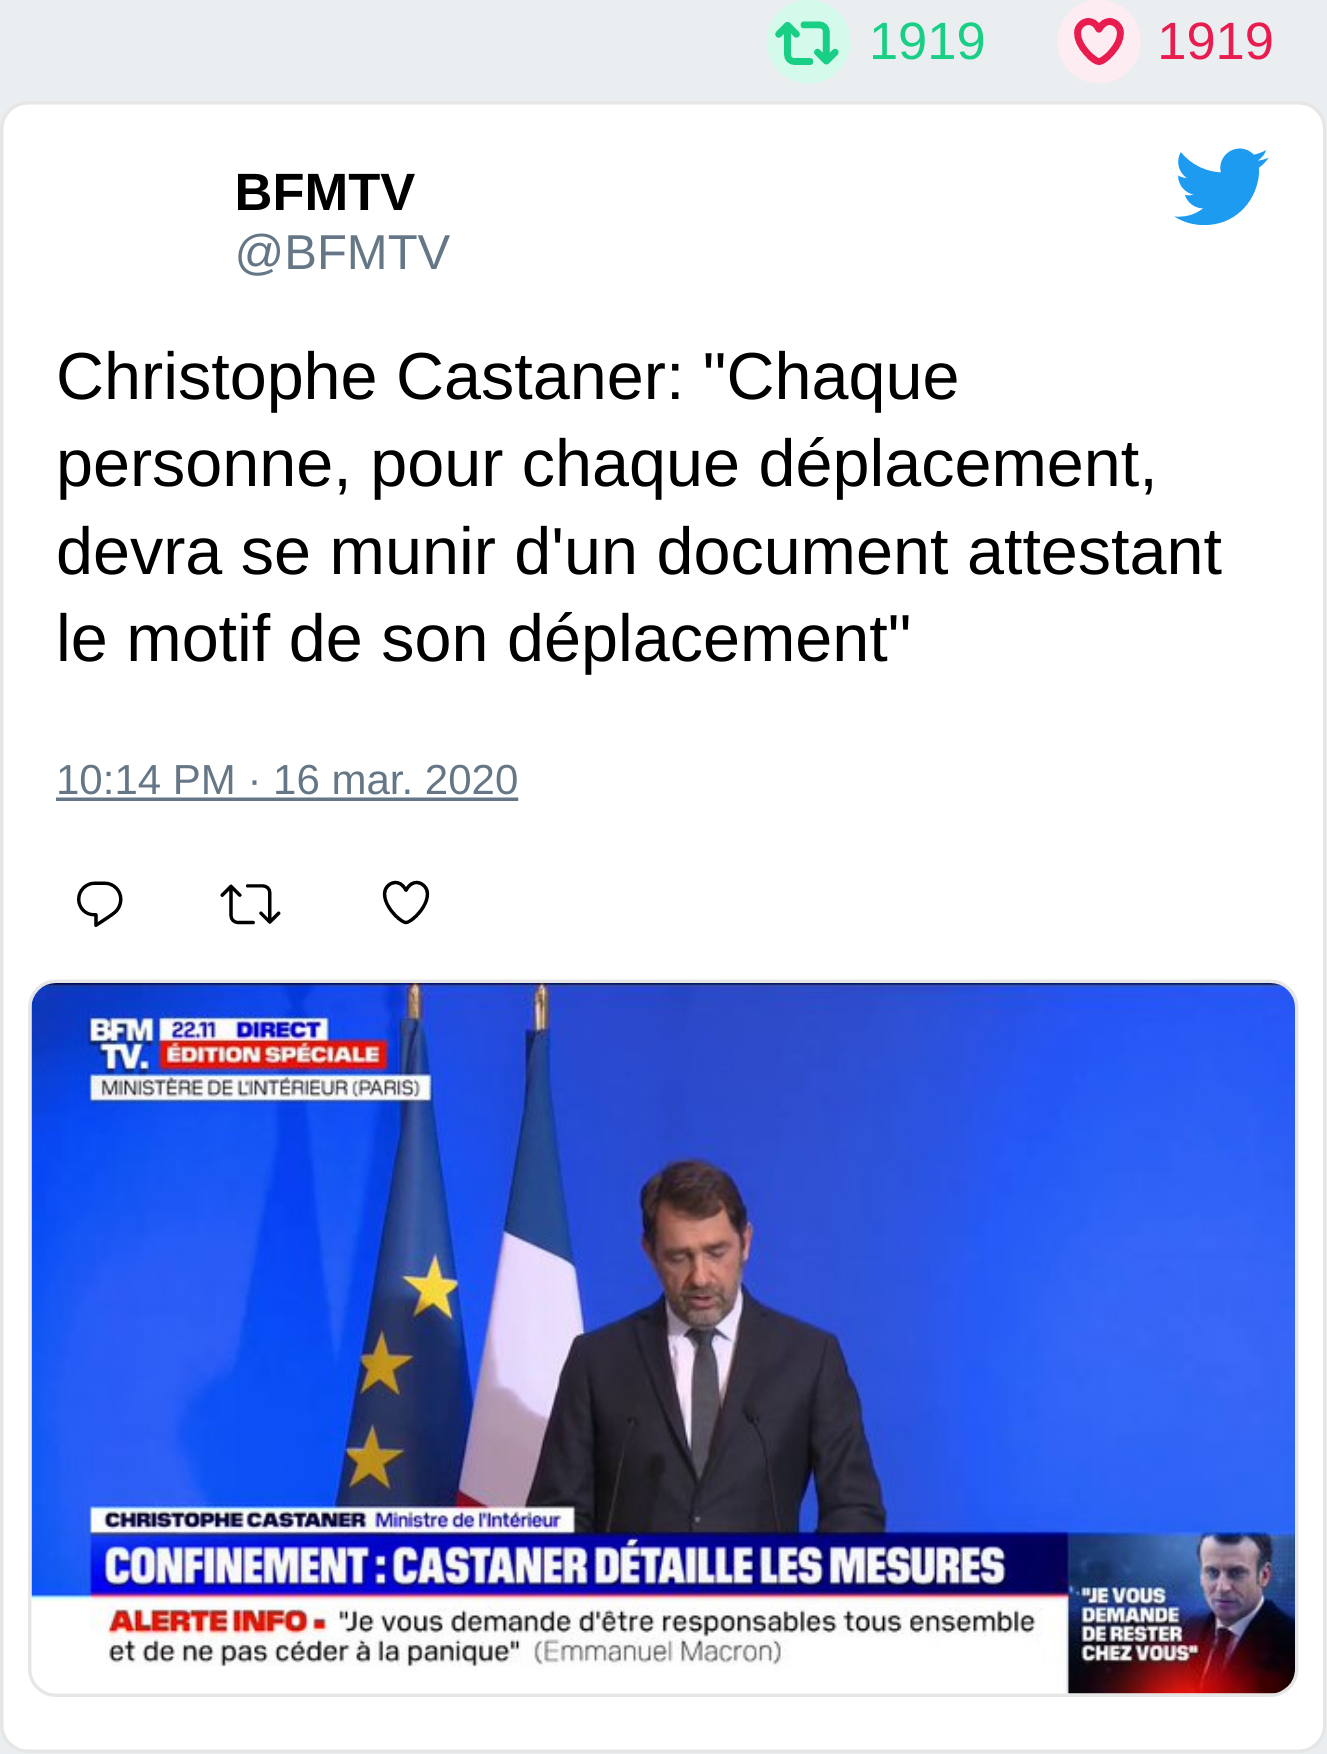 1919 1919
BFMTV
@BFMTV
Christophe Castaner: "Chaque
personne, pour chaque déplacement,
devra se munir d'un document attestant
le motif de son déplacement"
10:14 PM · 16 mar. 2020
BFM
TV.
22.11 DIRECT
ÉDITION SPÉCIALE
MINISTÈRE DE L'INTÉRIEUR (PARIS)
CHRISTOPHE CASTANER Ministre de l'Intérieur
CONFINEMENT : CASTANER DÉTAILLE LES MESURES
ALERTE INFO ▪ "Je vous demande d'être responsables tous ensemble
et de ne pas céder à la panique" (Emmanuel Macron)
"JE VOUS
DEMANDE
DE RESTER
CHEZ VOUS"